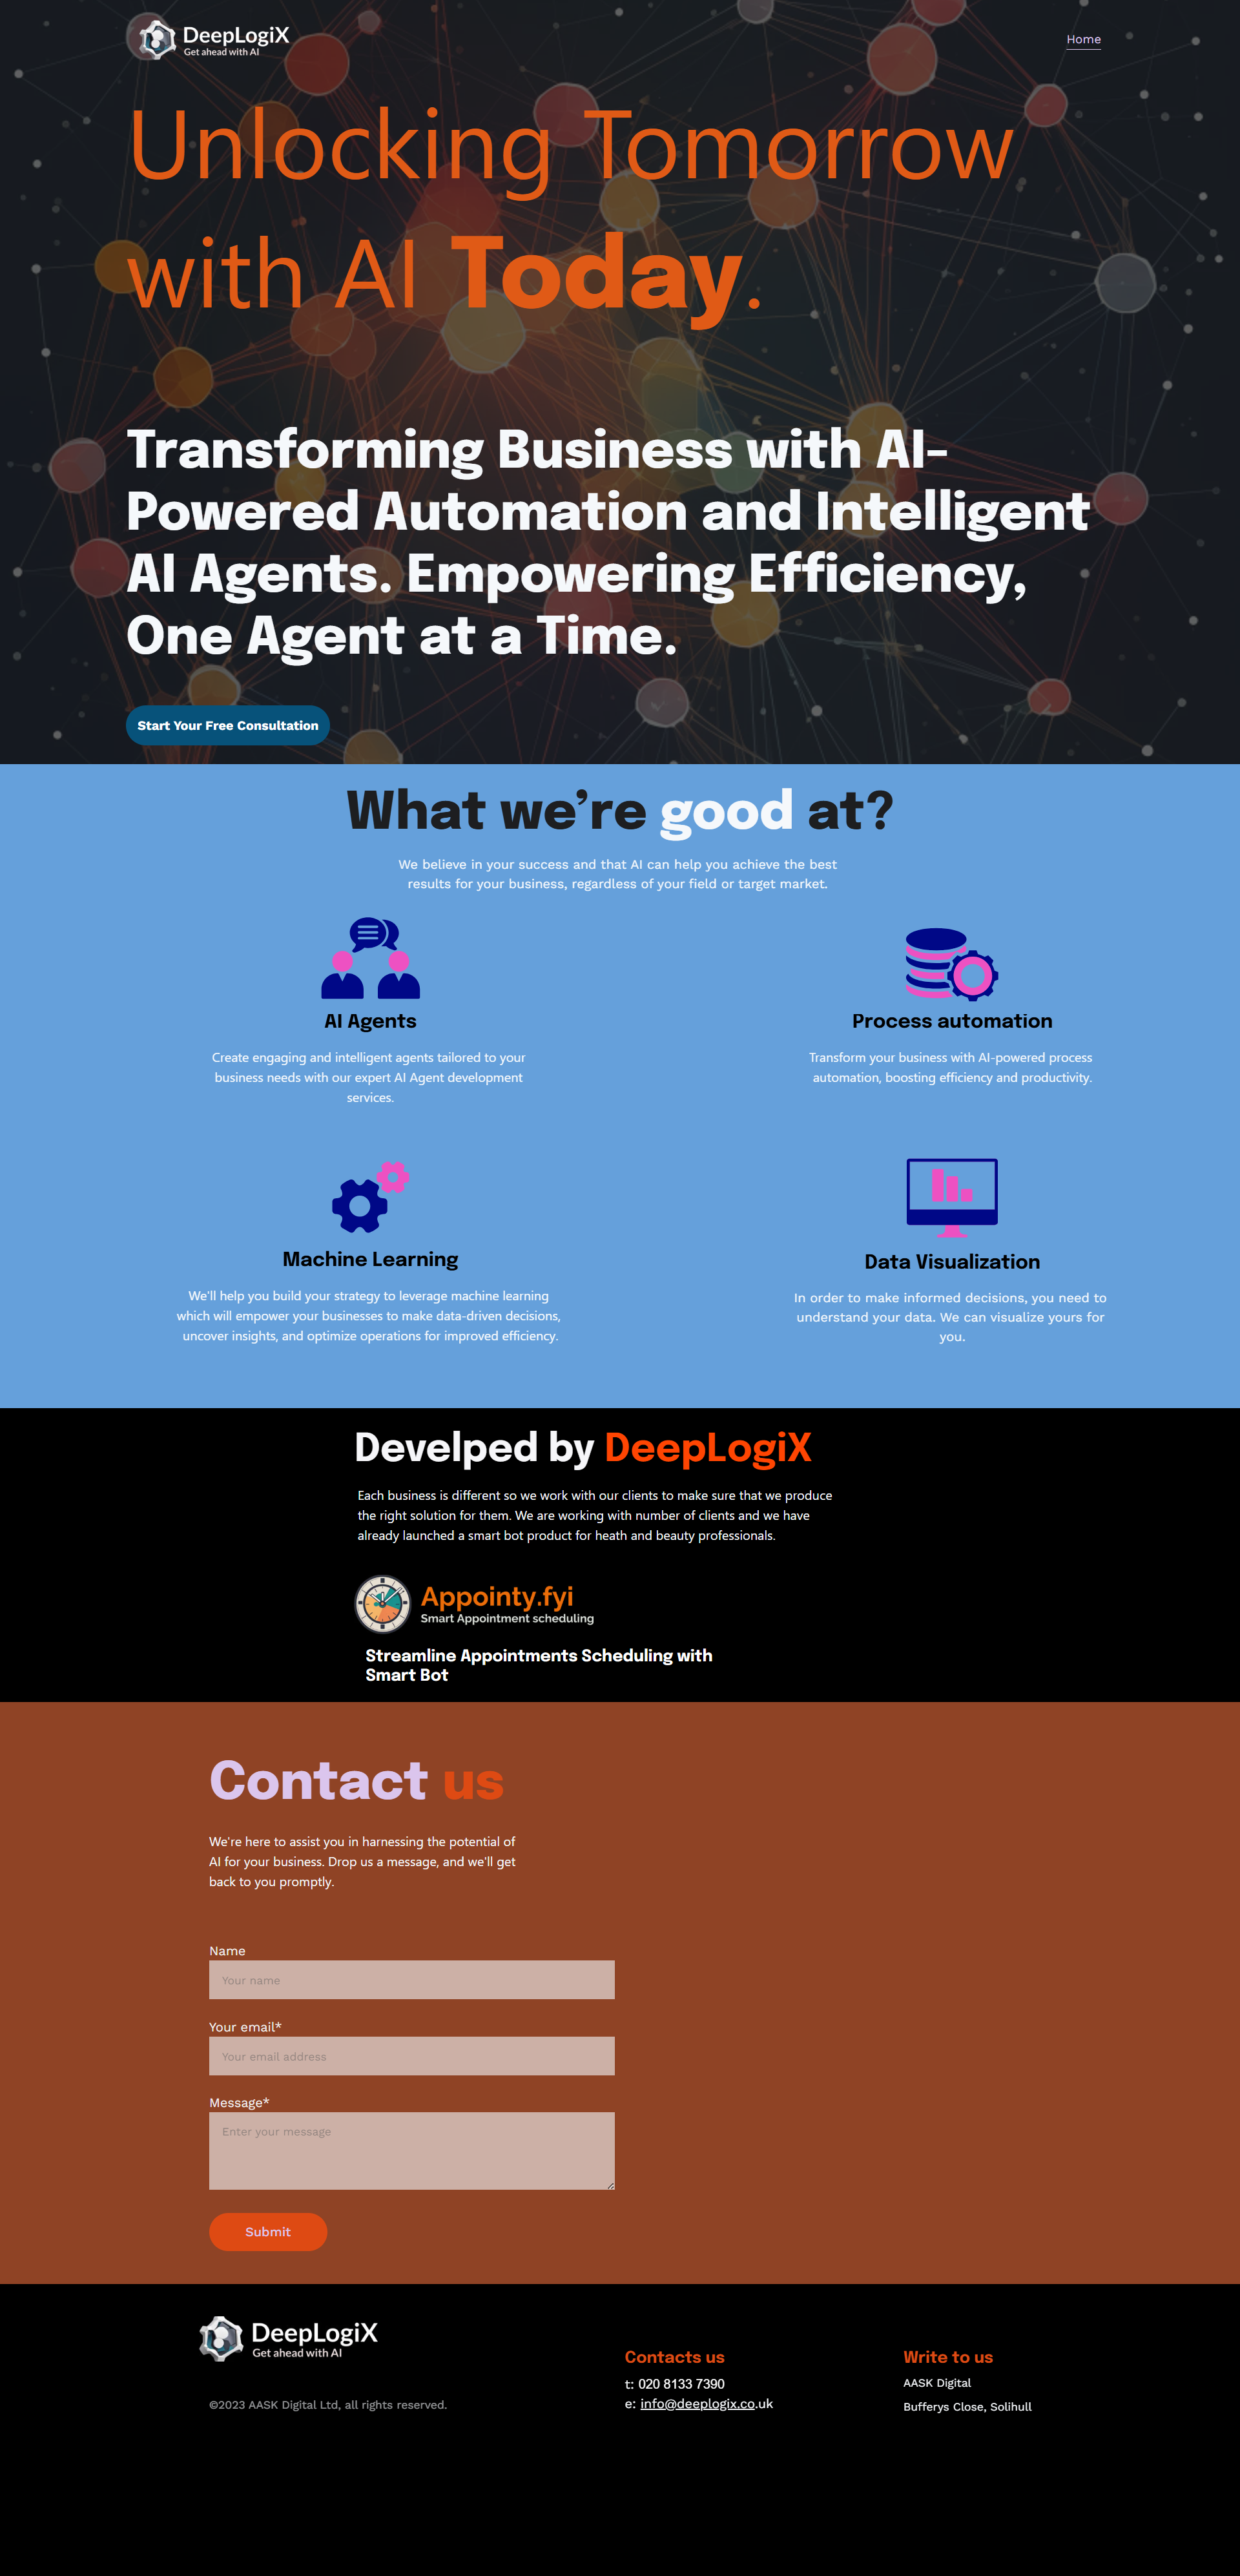 DeepLogiX
Get ahead with AI
Home
Unlocking Tomorrow
with AI Today.
Transforming Business with AI-
Powered Automation and Intelligent
AI Agents. Empowering Efficiency,
One Agent at a Time.
Start Your Free Consultation
What we’re good at?
We believe in your success and that AI can help you achieve the best
results for your business, regardless of your field or target market.
AI Agents
Create engaging and intelligent agents tailored to your
business needs with our expert AI Agent development
services.
Process automation
Transform your business with AI-powered process
automation, boosting efficiency and productivity.
Machine Learning
We'll help you build your strategy to leverage machine learning
which will empower your businesses to make data-driven decisions,
uncover insights, and optimize operations for improved efficiency.
Data Visualization
In order to make informed decisions, you need to
understand your data. We can visualize yours for
you.
Develped by DeepLogiX
Each business is different so we work with our clients to make sure that we produce
the right solution for them. We are working with number of clients and we have
already launched a smart bot product for heath and beauty professionals.
Appointy.fyi
Smart Appointment scheduling
Streamline Appointments Scheduling with
Smart Bot
Contact us
We're here to assist you in harnessing the potential of
AI for your business. Drop us a message, and we'll get
back to you promptly.
Name
Your name
Your email*
Your email address
Message*
Enter your message
Submit
DeepLogiX
Get ahead with AI
©2023 AASK Digital Ltd, all rights reserved.
Contacts us
t: 020 8133 7390
e: info@deeplogix.co.uk
Write to us
AASK Digital
Bufferys Close, Solihull